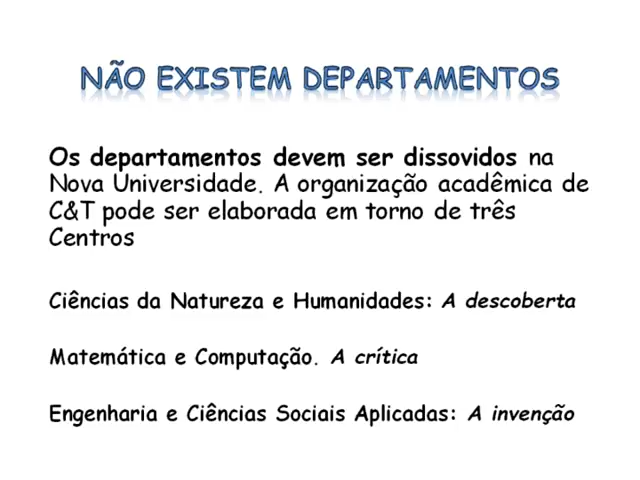 NÃO EXISTEM DEPARTAMENTOS
Os departamentos devem ser dissovidos na
Nova Universidade. A organização acadêmica de
C&T pode ser elaborada em torno de três
Centros
Ciências da Natureza e Humanidades: A descoberta
Matemática e Computação. A crítica
Engenharia e Ciências Sociais Aplicadas: A invenção